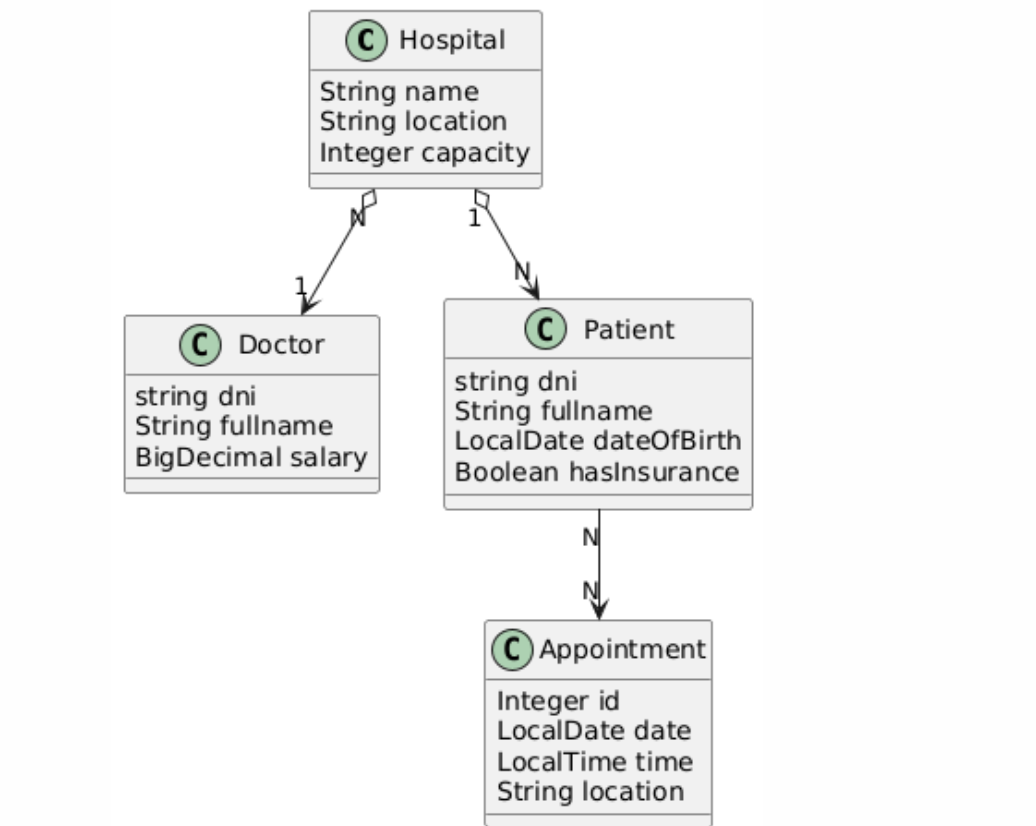 C Hospital
String name
String location
Integer capacity
N
1
1
N
C Doctor
string dni
String fullname
BigDecimal salary
C Patient
string dni
String fullname
LocalDate dateOfBirth
Boolean hasInsurance
N
N
C Appointment
Integer id
LocalDate date
LocalTime time
String location